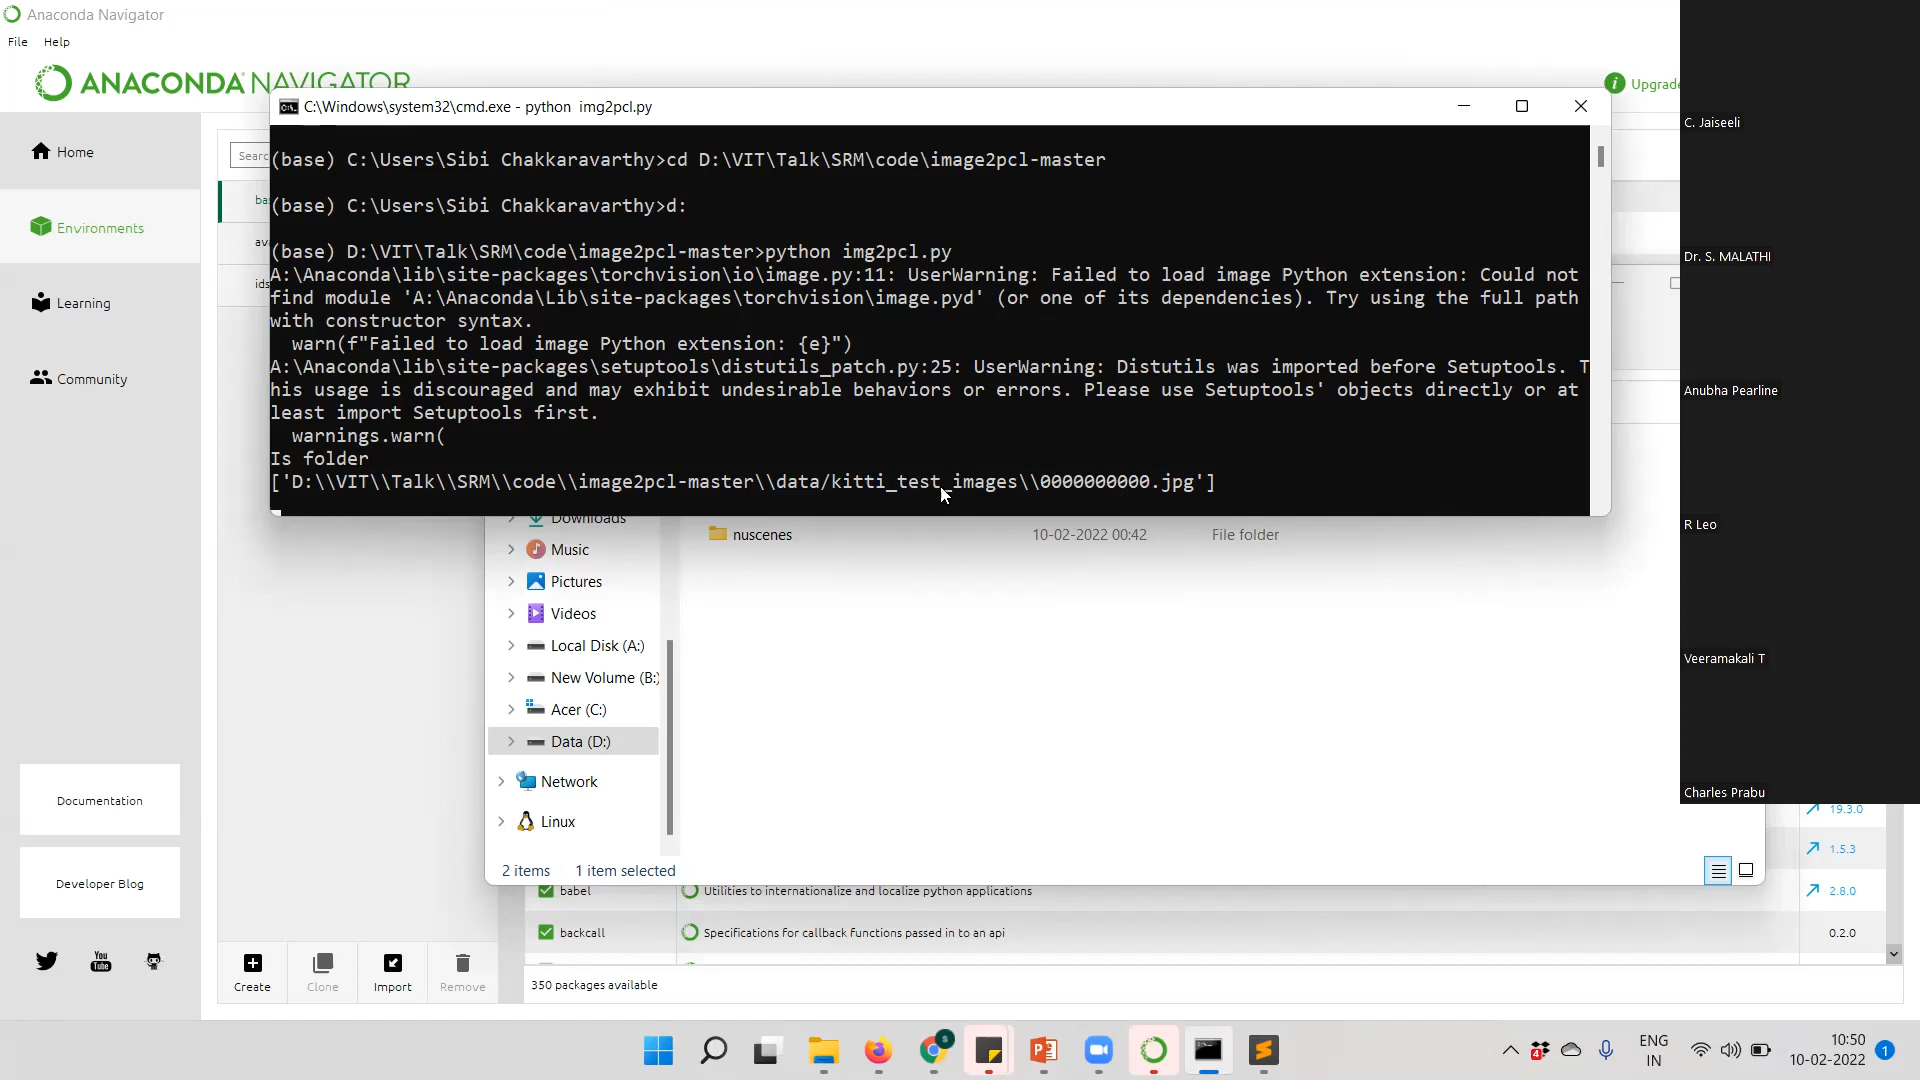 Anaconda Navigator
File Help
ANACONDA NAVIGATOR
Upgrade
C:\Windows\system32\cmd.exe - python  img2pcl.py
Home
Environments
Learning
Community
Documentation
Developer Blog
You
Tube
(base) C:\Users\Sibi Chakkaravarthy>cd D:\VIT\Talk\SRM\code\image2pcl-master
(base) C:\Users\Sibi Chakkaravarthy>d:
(base) D:\VIT\Talk\SRM\code\image2pcl-master>python img2pcl.py
A:\Anaconda\lib\site-packages\torchvision\io\image.py:11: UserWarning: Failed to load image Python extension: Could not
find module 'A:\Anaconda\Lib\site-packages\torchvision\image.pyd' (or one of its dependencies). Try using the full path
with constructor syntax.
warn(f"Failed to load image Python extension: {e}")
A:\Anaconda\lib\site-packages\setuptools\distutils_patch.py:25: UserWarning: Distutils was imported before Setuptools. T
his usage is discouraged and may exhibit undesirable behaviors or errors. Please use Setuptools' objects directly or at
least import Setuptools first.
warnings.warn(
Is folder
['D:\\VIT\\Talk\\SRM\\code\\image2pcl-master\\data/kitti_test_images\\0000000000.jpg']
Downloads
nuscenes 10-02-2022 00:42 File folder
Music
Pictures
Videos
Local Disk (A:)
New Volume (B:)
Acer (C:)
Data (D:)
Network
Linux
2 items 1 item selected
19.3.0
1.5.3
babel Utilities to internationalize and localize python applications 2.8.0
backcall Specifications for callback functions passed in to an api 0.2.0
350 packages available
Create Clone Import Remove
C. Jaiseeli
Dr. S. MALATHI
Anubha Pearline
R Leo
Veeramakali T
Charles Prabu
ENG
IN
10:50
10-02-2022
1
4